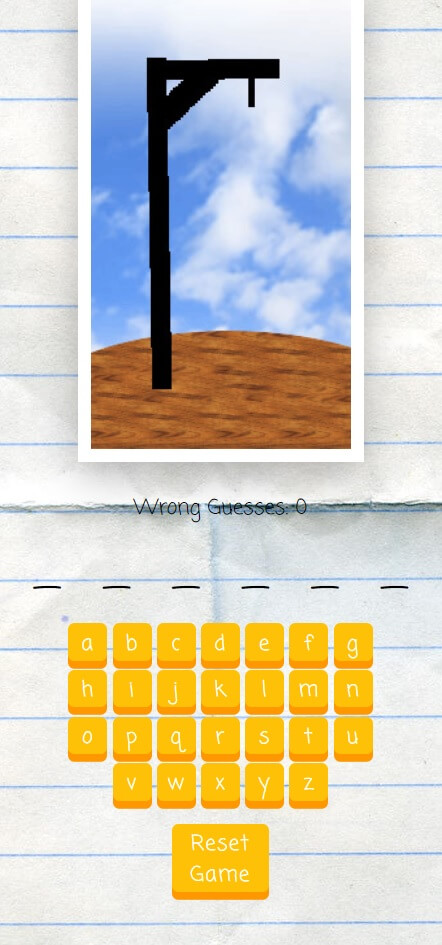 Wrong Guesses: 0
_ _ _ _ _ _
a b c d e f g
h i j k l m n
o p q r s t u
v w x y z
Reset
Game